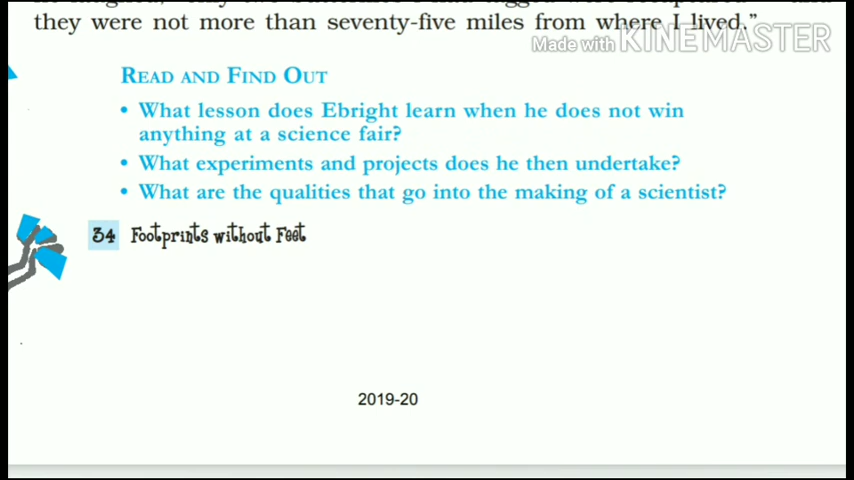 they were not more than seventy-five miles from where I lived."
Made with KINEMASTER
READ AND FIND OUT
• What lesson does Ebright learn when he does not win
anything at a science fair?
• What experiments and projects does he then undertake?
• What are the qualities that go into the making of a scientist?
34 Footprints without Feet
2019-20